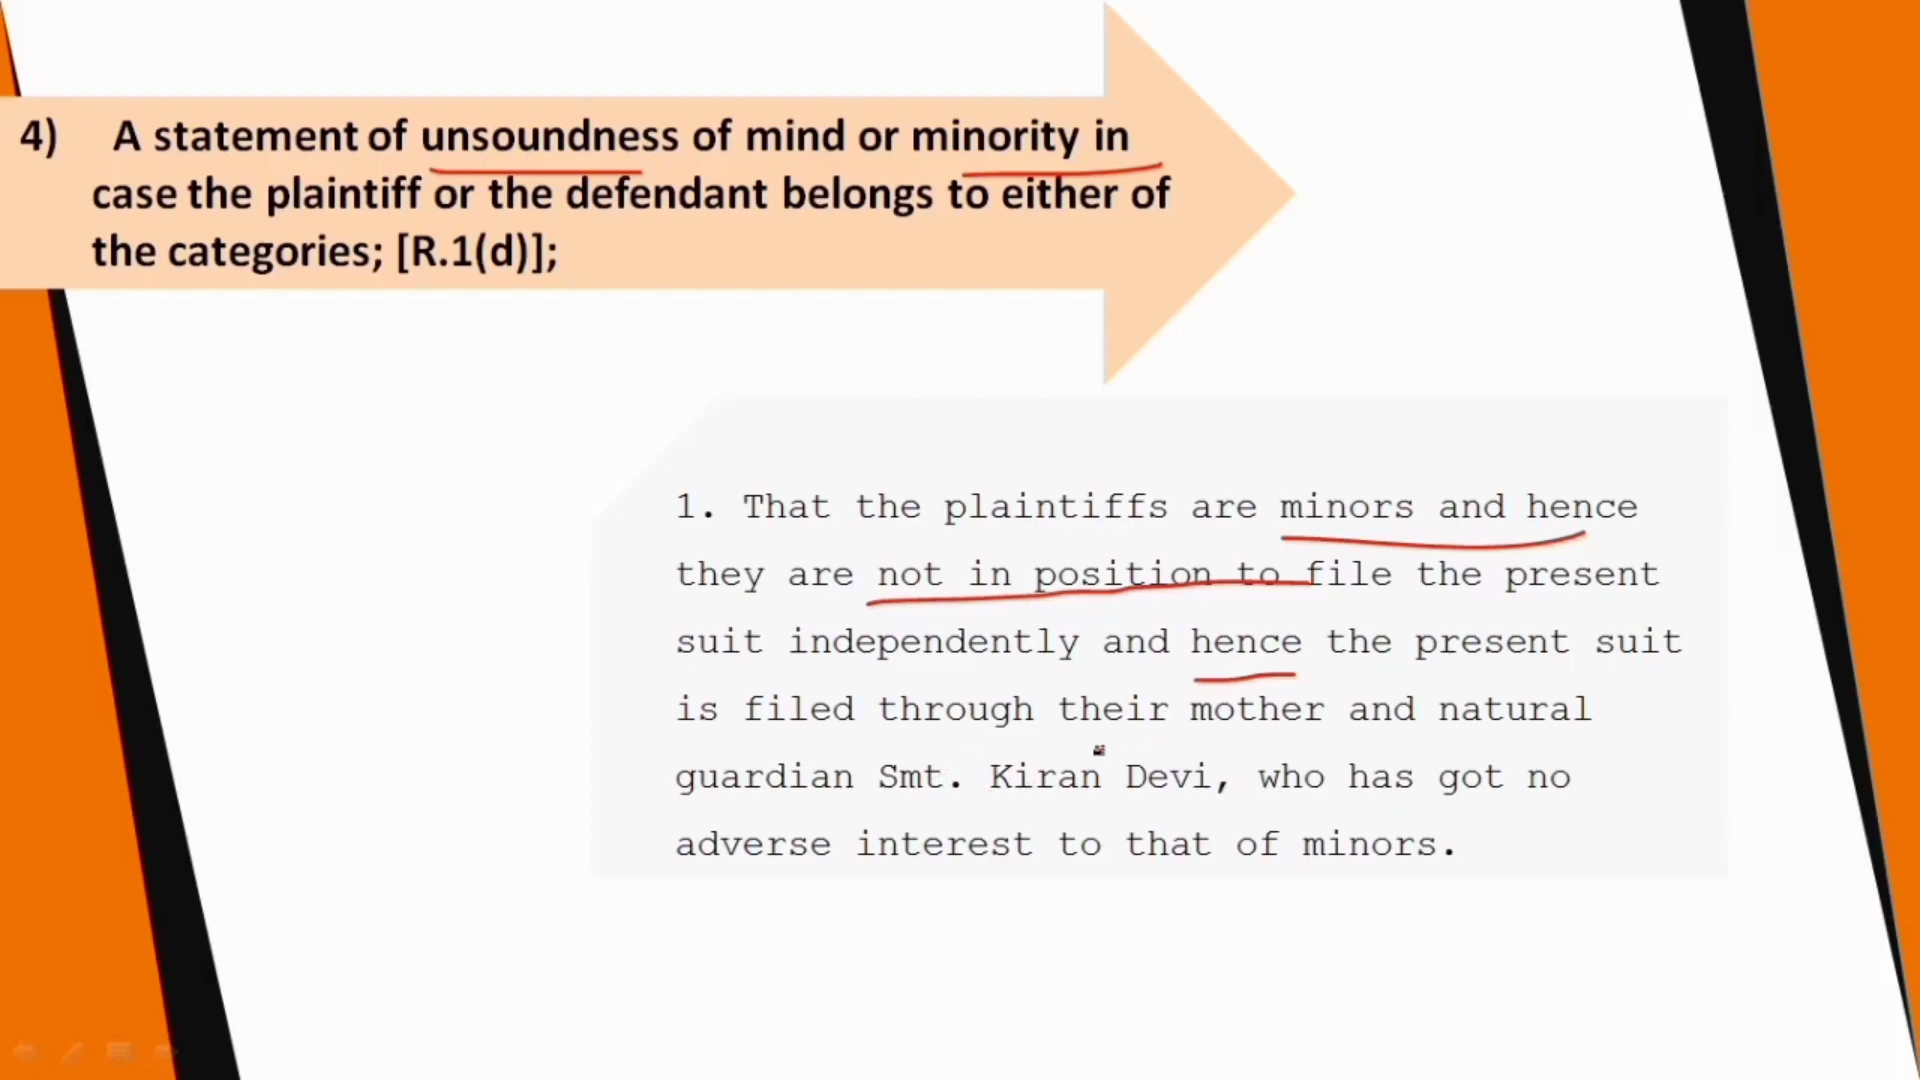 4) A statement of unsoundness of mind or minority in
case the plaintiff or the defendant belongs to either of
the categories; [R.1(d)];
1. That the plaintiffs are minors and hence
they are not in position to file the present
suit independently and hence the present suit
is filed through their mother and natural
guardian Smt. Kiran Devi, who has got no
adverse interest to that of minors.